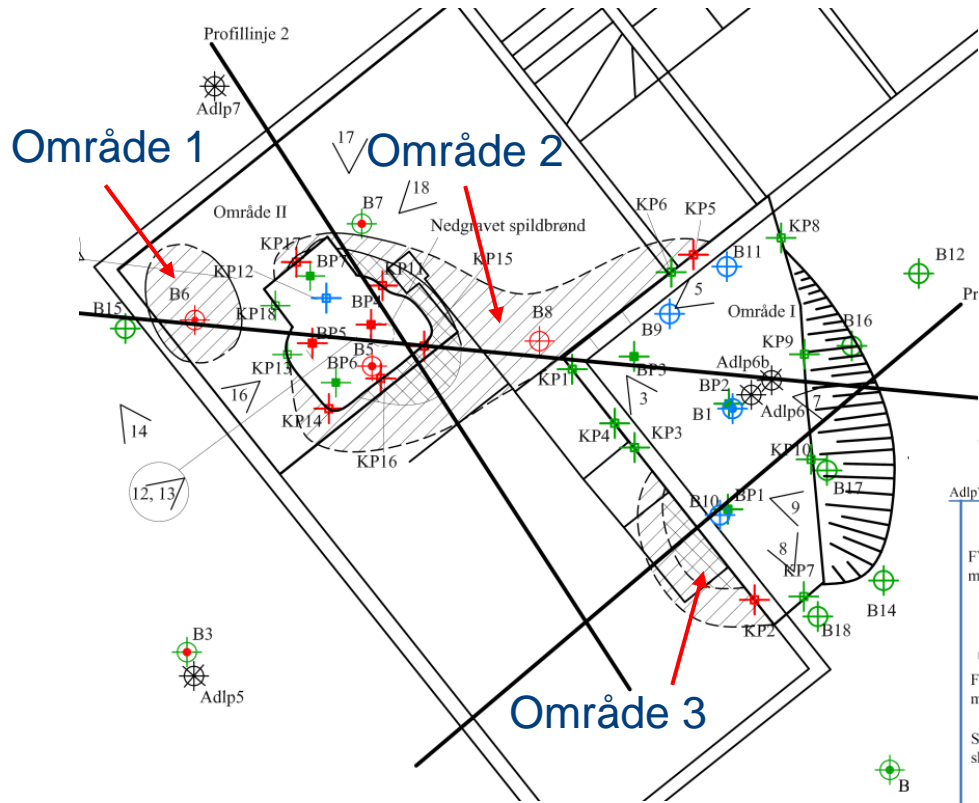 Profillinje 2
Adlp7
Område 1
17
Område 2
18
B7
Område II
Nedgravet spildbrønd
KP6
KP5
KP8
KP17
BP7
KP11
KP15
KP12
B11
B12
B6
BP4
B8
5
B15
KP18
B9
Område I
Pr
B16
BP5
B5
KP9
KP13
BP6
KP1
BP3
Adlp6b
16
3
BP2
Adlp6
7
B1
14
KP14
KP4
KP3
KP16
KP10
B17
12, 13
B10
BP1
9
Adlp7
8
F
m
KP7
B14
KP2
B18
B3
Adlp5
F
m
Område 3
S
sl
B